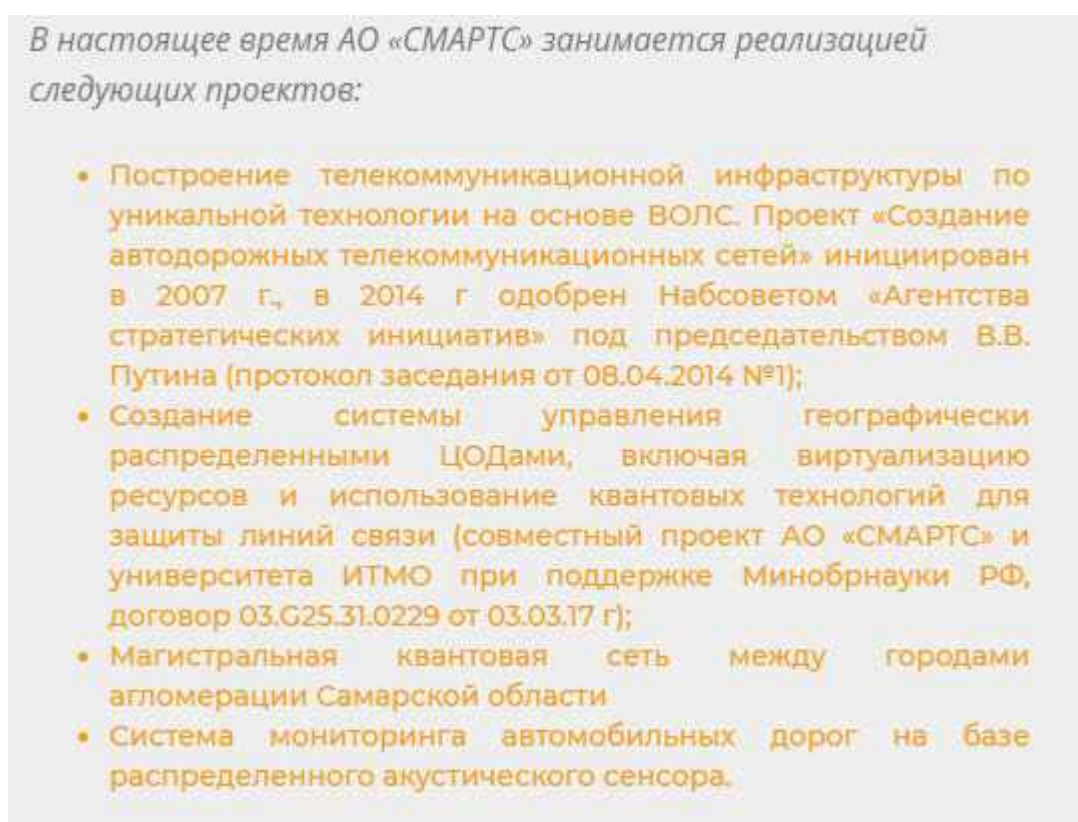 В настоящее время АО «СМАРТС» занимается реализацией
следующих проектов:
• Построение телекоммуникационной инфраструктуры по
уникальной технологии на основе ВОЛС. Проект «Создание
автодорожных телекоммуникационных сетей» инициирован
в 2007 г., в 2014 г одобрен Набсоветом «Агентства
стратегических инициатив» под председательством В.В.
Путина (протокол заседания от 08.04.2014 №1);
• Создание системы управления географически
распределенными ЦОДами, включая виртуализацию
ресурсов и использование квантовых технологий для
защиты линий связи (совместный проект АО «СМАРТС» и
университета ИТМО при поддержке Минобрнауки РФ,
договор 03.G25.31.0229 от 03.03.17 г);
• Магистральная квантовая сеть между городами
агломерации Самарской области
• Система мониторинга автомобильных дорог на базе
распределенного акустического сенсора.